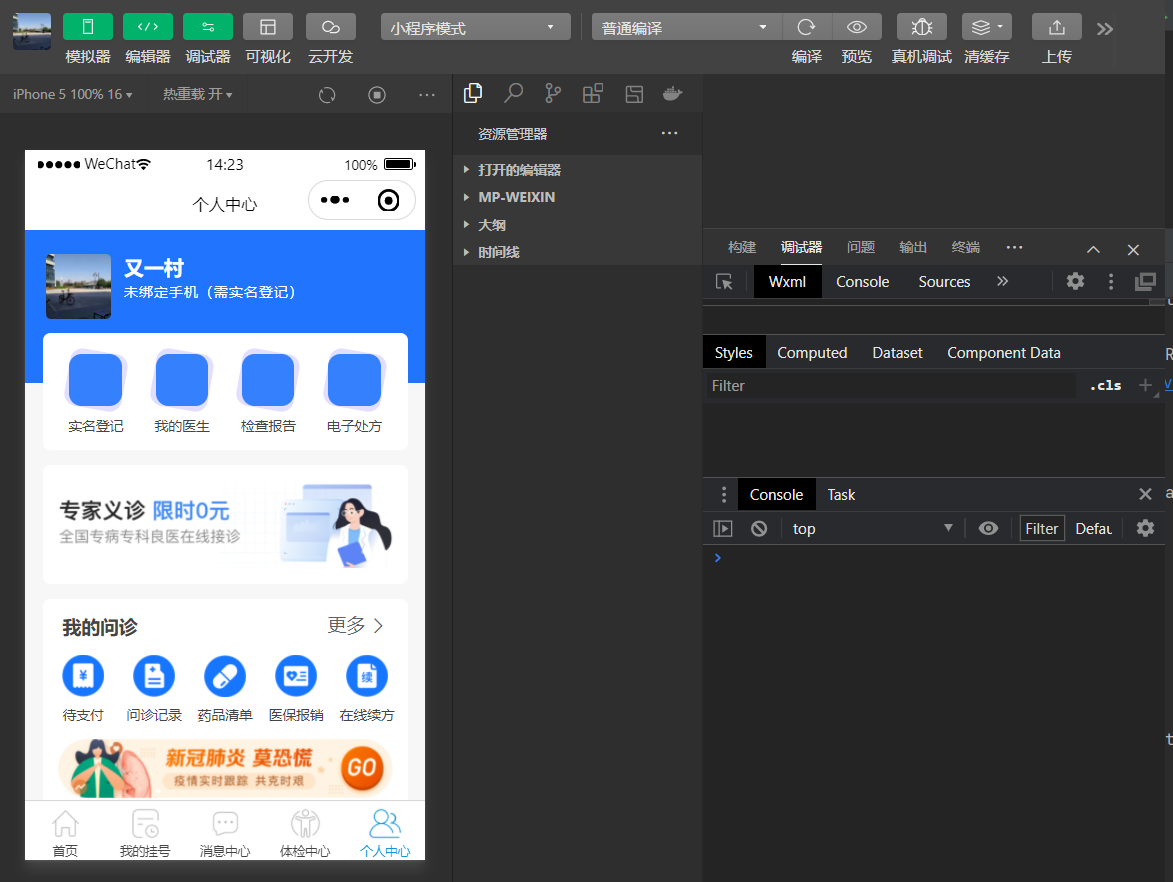 小程序模式
普通编译
模拟器 编辑器 调试器 可视化 云开发 编译 预览 真机调试 清缓存 上传
iPhone 5 100% 16 热重载 开
资源管理器
打开的编辑器
MP-WEIXIN
大纲
时间线
WeChat 14:23 100%
个人中心
又一村
未绑定手机（需实名登记）
实名登记 我的医生 检查报告 电子处方
专家义诊 限时0元
全国专病专科良医在线接诊
我的问诊 更多
¥
续
待支付 问诊记录 药品清单 医保报销 在线续方
新冠肺炎 莫恐慌
疫情实时跟踪 共克时艰
GO
首页 我的挂号 消息中心 体检中心 个人中心
构建 调试器 问题 输出 终端
Wxml Console Sources
Styles Computed Dataset Component Data
Filter .cls
Console Task
top Filter Defau